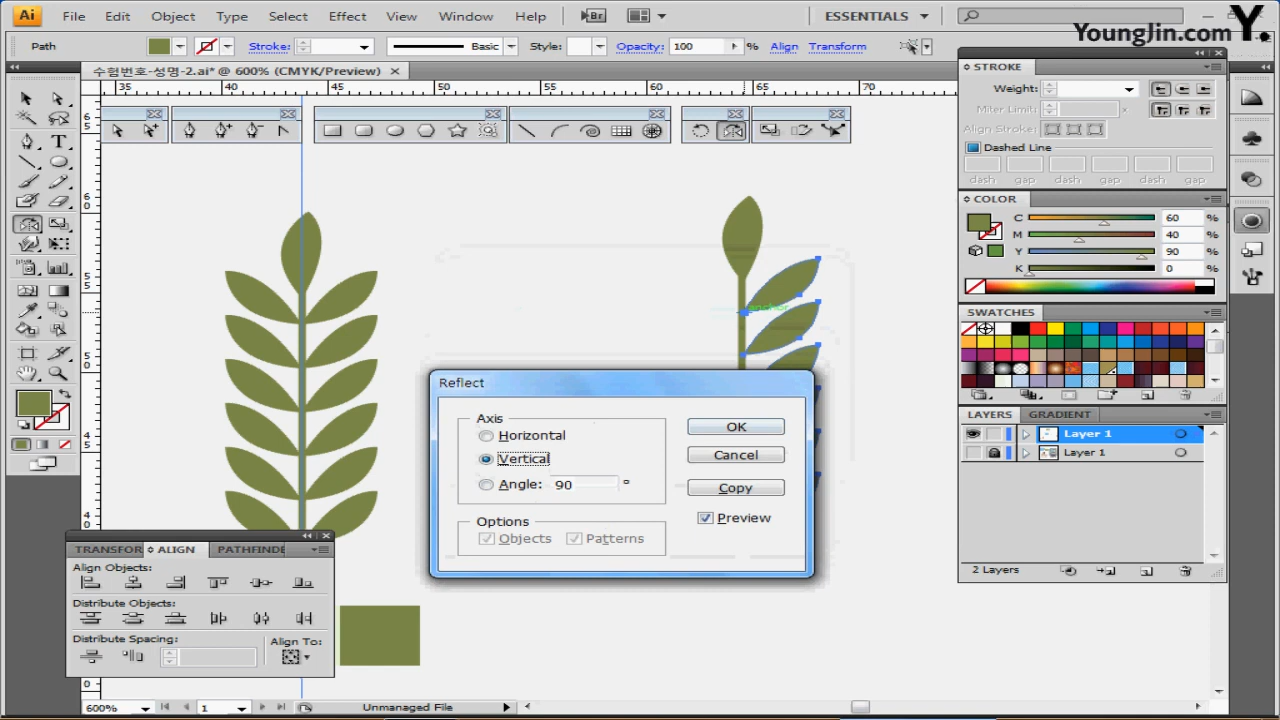 Ai File Edit Object Type Select Effect View Window Help Br ESSENTIALS
YoungJin.com Y.
Path Stroke: Basic Style: Opacity: 100 % Align Transform
수험번호-성명-2.ai* @ 600% (CMYK/Preview)
35 40 45 50 55 60 65 70
STROKE
Weight:
Miter Limit: x
Align Stroke:
Dashed Line
dash gap dash gap dash gap
COLOR
C 60 %
M 40 %
Y 90 %
K 0 %
SWATCHES
LAYERS GRADIENT
Layer 1
Layer 1
2 Layers
anchor
Reflect
Axis
Horizontal
Vertical
Angle: 90 °
Options
Objects Patterns
OK
Cancel
Copy
Preview
TRANSFOR ALIGN PATHFINDE
Align Objects:
Distribute Objects:
Distribute Spacing:
Align To:
600% 1 Unmanaged File